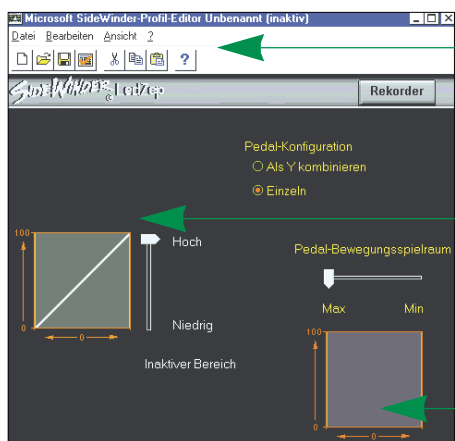 Microsoft SideWinder-Profil-Editor Unbenannt (inaktiv)
Datei Bearbeiten Ansicht ?
SIDEWINDER
Rekorder
Pedal-Konfiguration
Als Y kombinieren
Einzeln
100
Hoch
Pedal-Bewegungsspielraum
0
0
Niedrig
Max Min
Inaktiver Bereich
100
0
0